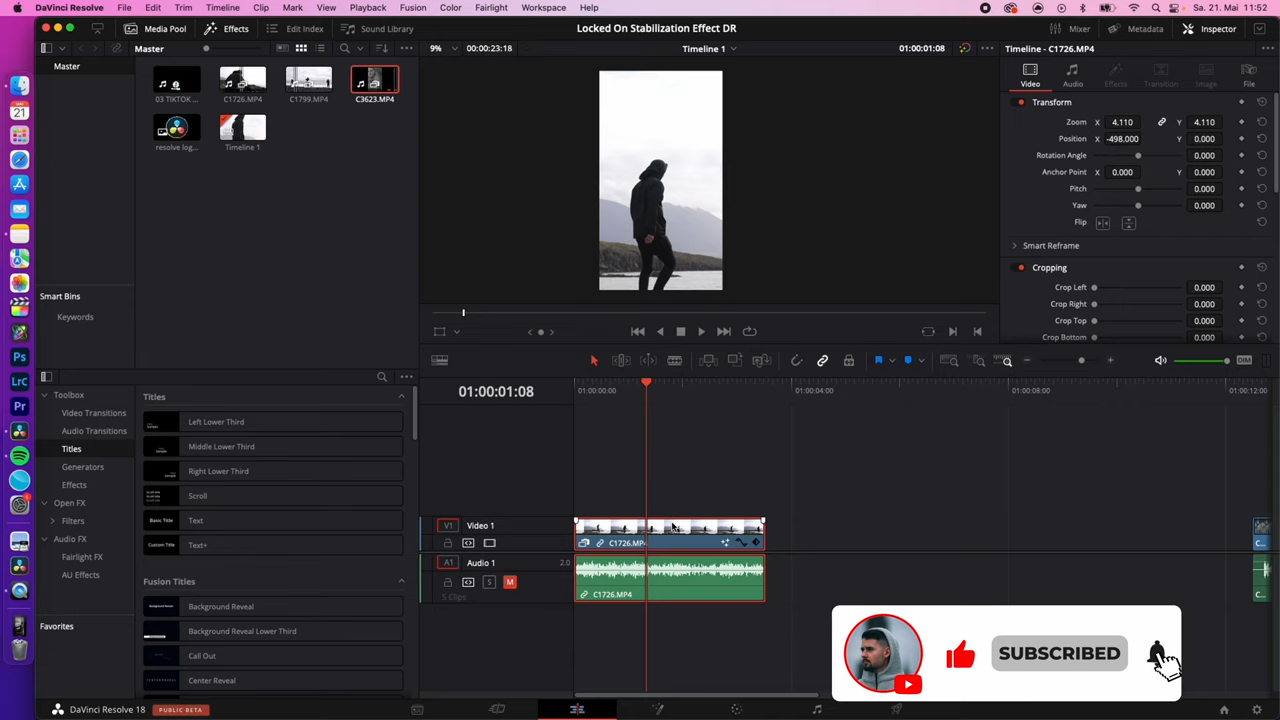 DaVinci Resolve File Edit Trim Timeline Clip Mark View Playback Fusion Color Fairlight Workspace Help Sa. 21. Mai 11:52
Media Pool Effects Edit Index Sound Library Locked On Stabilization Effect DR Mixer Metadata Inspector
Master 9% 00:00:23:18 Timeline 1 01:00:01:08 Timeline - C1726.MP4
Master
03 TIKTOK ... C1726.MP4 C1799.MP4 C3623.MP4
resolve log... Timeline 1
Smart Bins
Keywords
Video Audio Effects Transition Image File
Transform
Zoom X 4.110 Y 4.110
Position X -498.000 Y 0.000
Rotation Angle 0.000
Anchor Point X 0.000 Y 0.000
Pitch 0.000
Yaw 0.000
Flip
Smart Reframe
Cropping
Crop Left 0.000
Crop Right 0.000
Crop Top 0.000
Crop Bottom 0.000
DIM
Toolbox
Video Transitions
Audio Transitions
Titles
Generators
Effects
Open FX
Filters
Audio FX
Fairlight FX
AU Effects
Favorites
Titles
Left Lower Third
Middle Lower Third
Right Lower Third
Scroll
Basic Title Text
Custom Title Text+
Fusion Titles
Background Reveal
Background Reveal Lower Third
Call Out
Center Reveal
01:00:01:08 01:00:00:00 01:00:04:00 01:00:08:00 01:00:12:00
V1 Video 1
C1726.MP4 C...
A1 Audio 1 2.0
S M
5 Clips C1726.MP4 C...
SUBSCRIBED
21
Ps
LrC
Pr
DaVinci Resolve 18 PUBLIC BETA